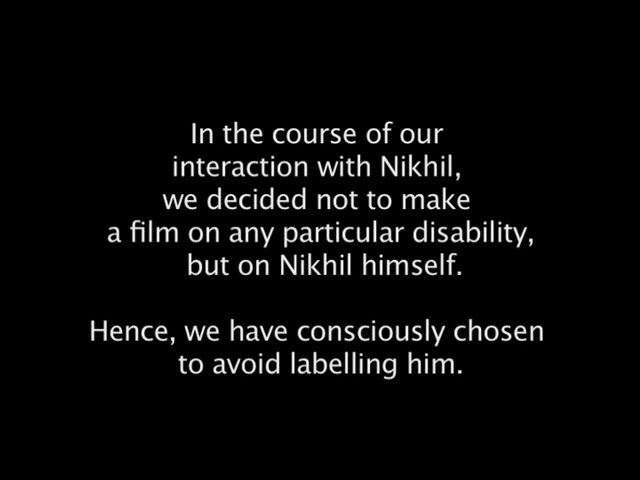 In the course of our
interaction with Nikhil,
we decided not to make
a film on any particular disability,
but on Nikhil himself.
Hence, we have consciously chosen
to avoid labelling him.